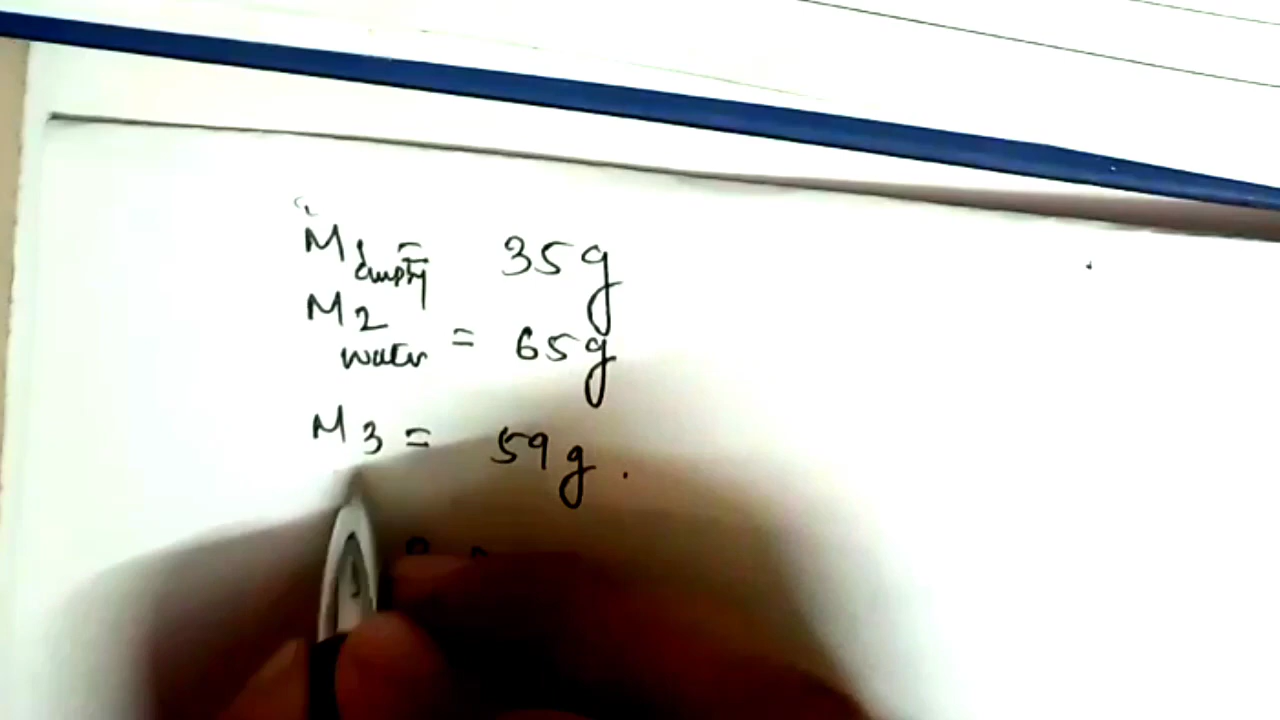 M1 = 35g
empty
M2
water = 65g
M3 = 59g.